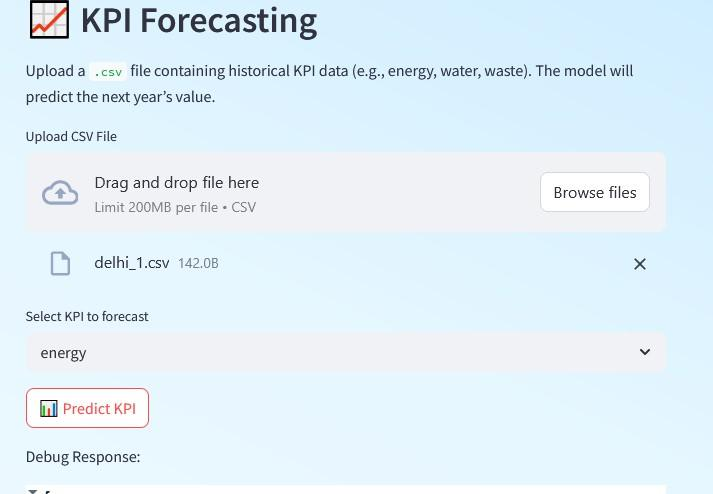 KPI Forecasting
Upload a .csv file containing historical KPI data (e.g., energy, water, waste). The model will
predict the next year’s value.
Upload CSV File
Drag and drop file here
Limit 200MB per file • CSV
Browse files
delhi_1.csv 142.0B
Select KPI to forecast
energy
Predict KPI
Debug Response: